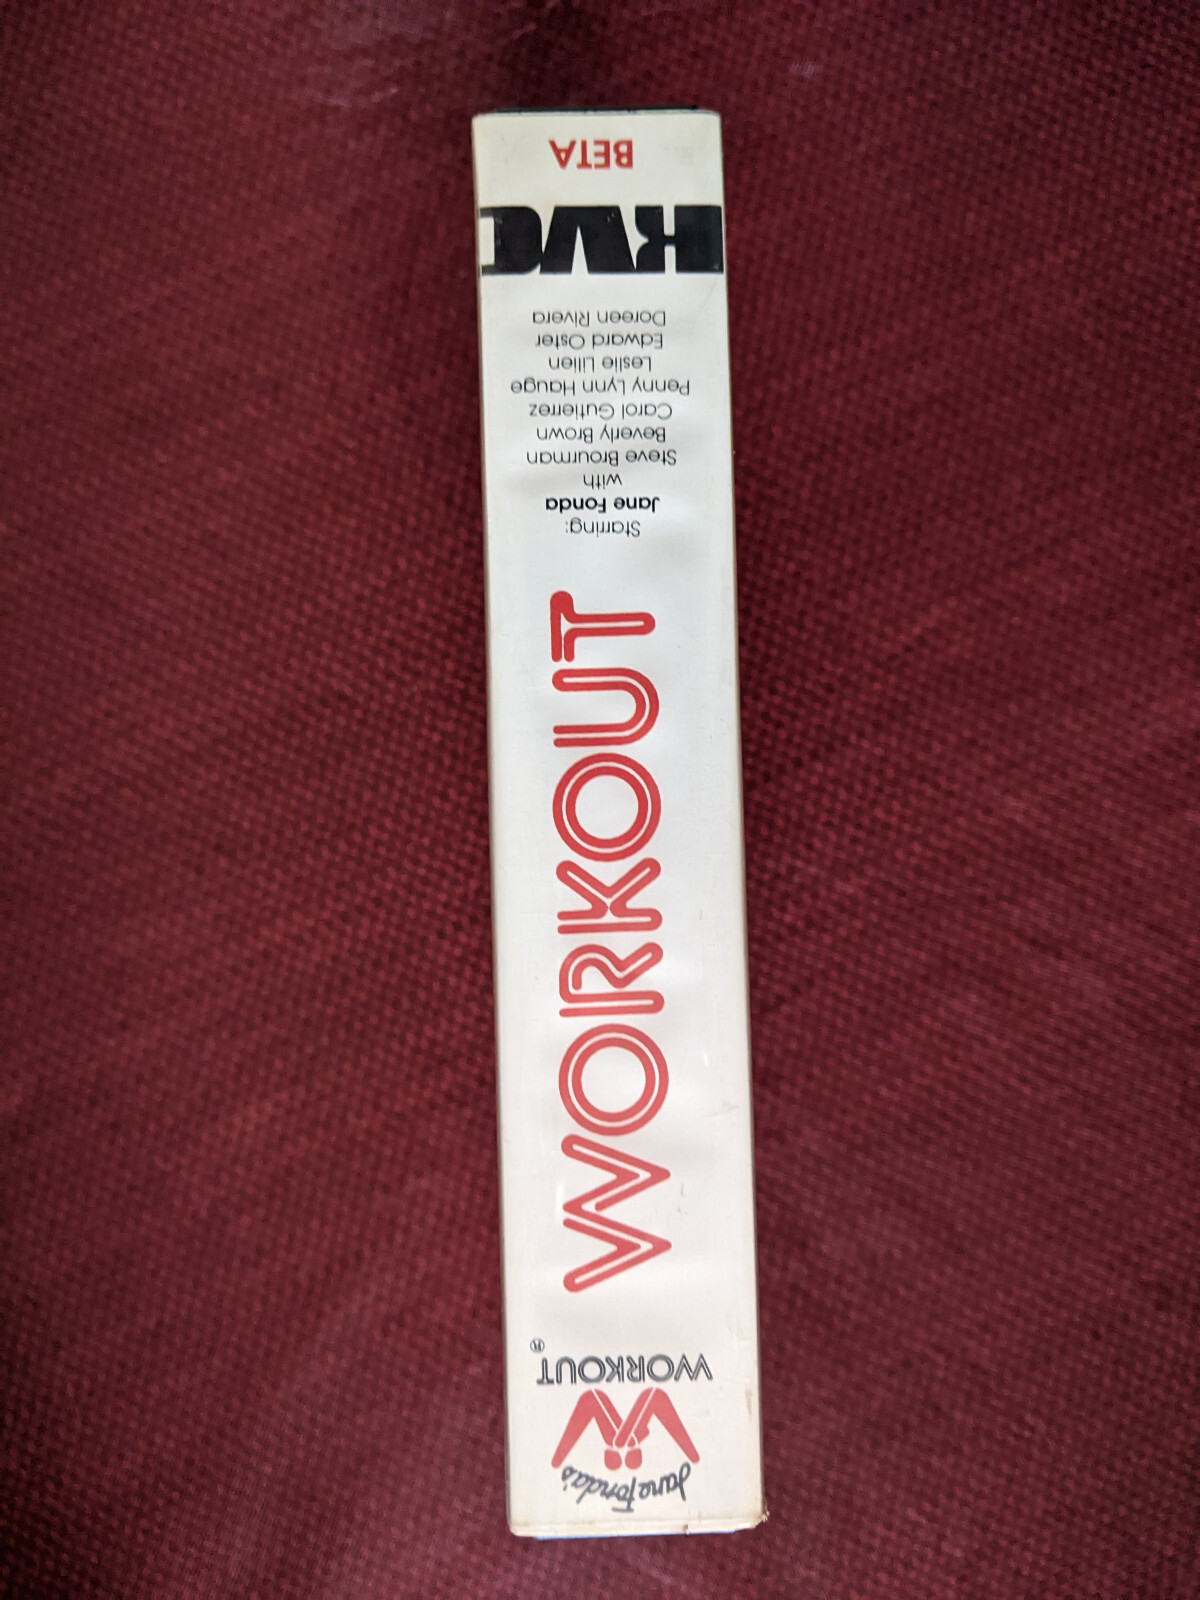 Jane Fonda's
WORKOUT®
WORKOUT
Starring:
Jane Fonda
with
Steve Brourman
Beverly Brown
Carol Gutierrez
Penny Lynn Hauge
Leslie Lilien
Edward Oster
Doreen Rivera
KVC
BETA